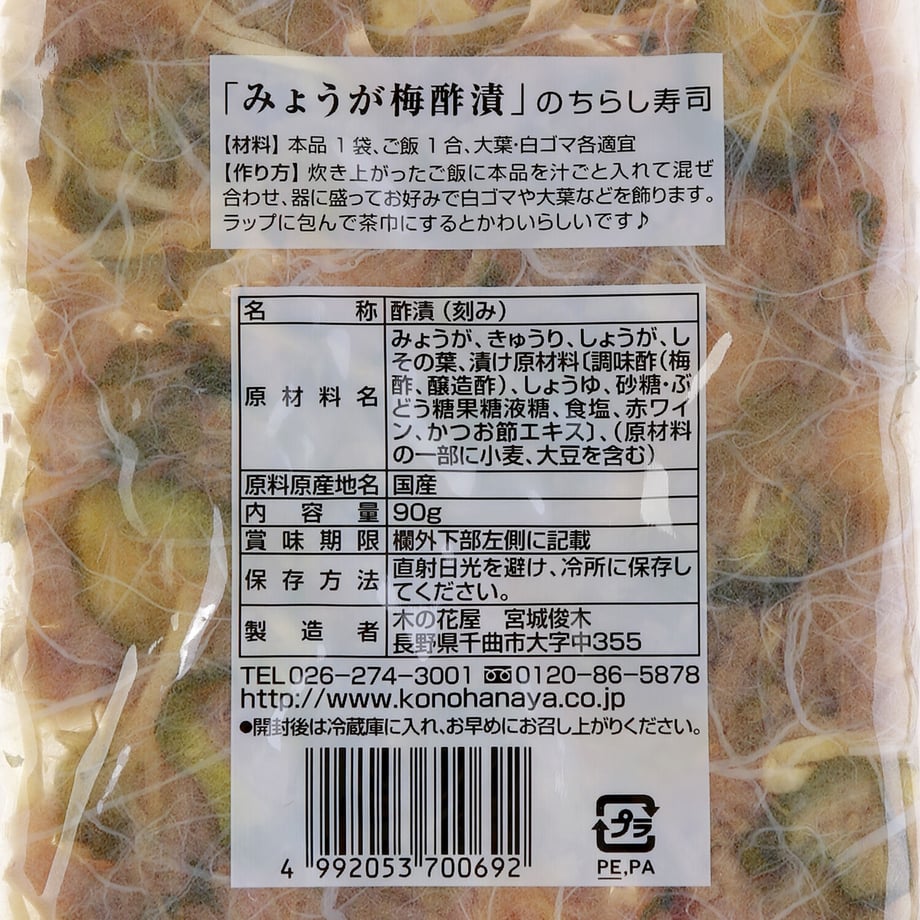 「みょうが梅酢漬」のちらし寿司
【材料】本品1袋、ご飯1合、大葉・白ゴマ各適宜
【作り方】炊き上がったご飯に本品を汁ごと入れて混ぜ
合わせ、器に盛ってお好みで白ゴマや大葉などを飾ります。
ラップに包んで茶巾にするとかわいらしいです♪
名称 酢漬(刻み)
原材料名 みょうが、きゅうり、しょうが、し
その葉、漬け原材料〔調味酢(梅
酢、醸造酢)、しょうゆ、砂糖・ぶ
どう糖果糖液糖、食塩、赤ワイ
ン、かつお節エキス〕、(原材料
の一部に小麦、大豆を含む)
原料原産地名 国産
内容量 90g
賞味期限 欄外下部左側に記載
保存方法 直射日光を避け、冷所に保存し
てください。
製造者 木の花屋 宮城俊木
長野県千曲市大字中355
TEL026-274-3001 0120-86-5878
http://www.konohanaya.co.jp
●開封後は冷蔵庫に入れ、お早めにお召し上がりください。
4 992053 700692
プラ
PE,PA